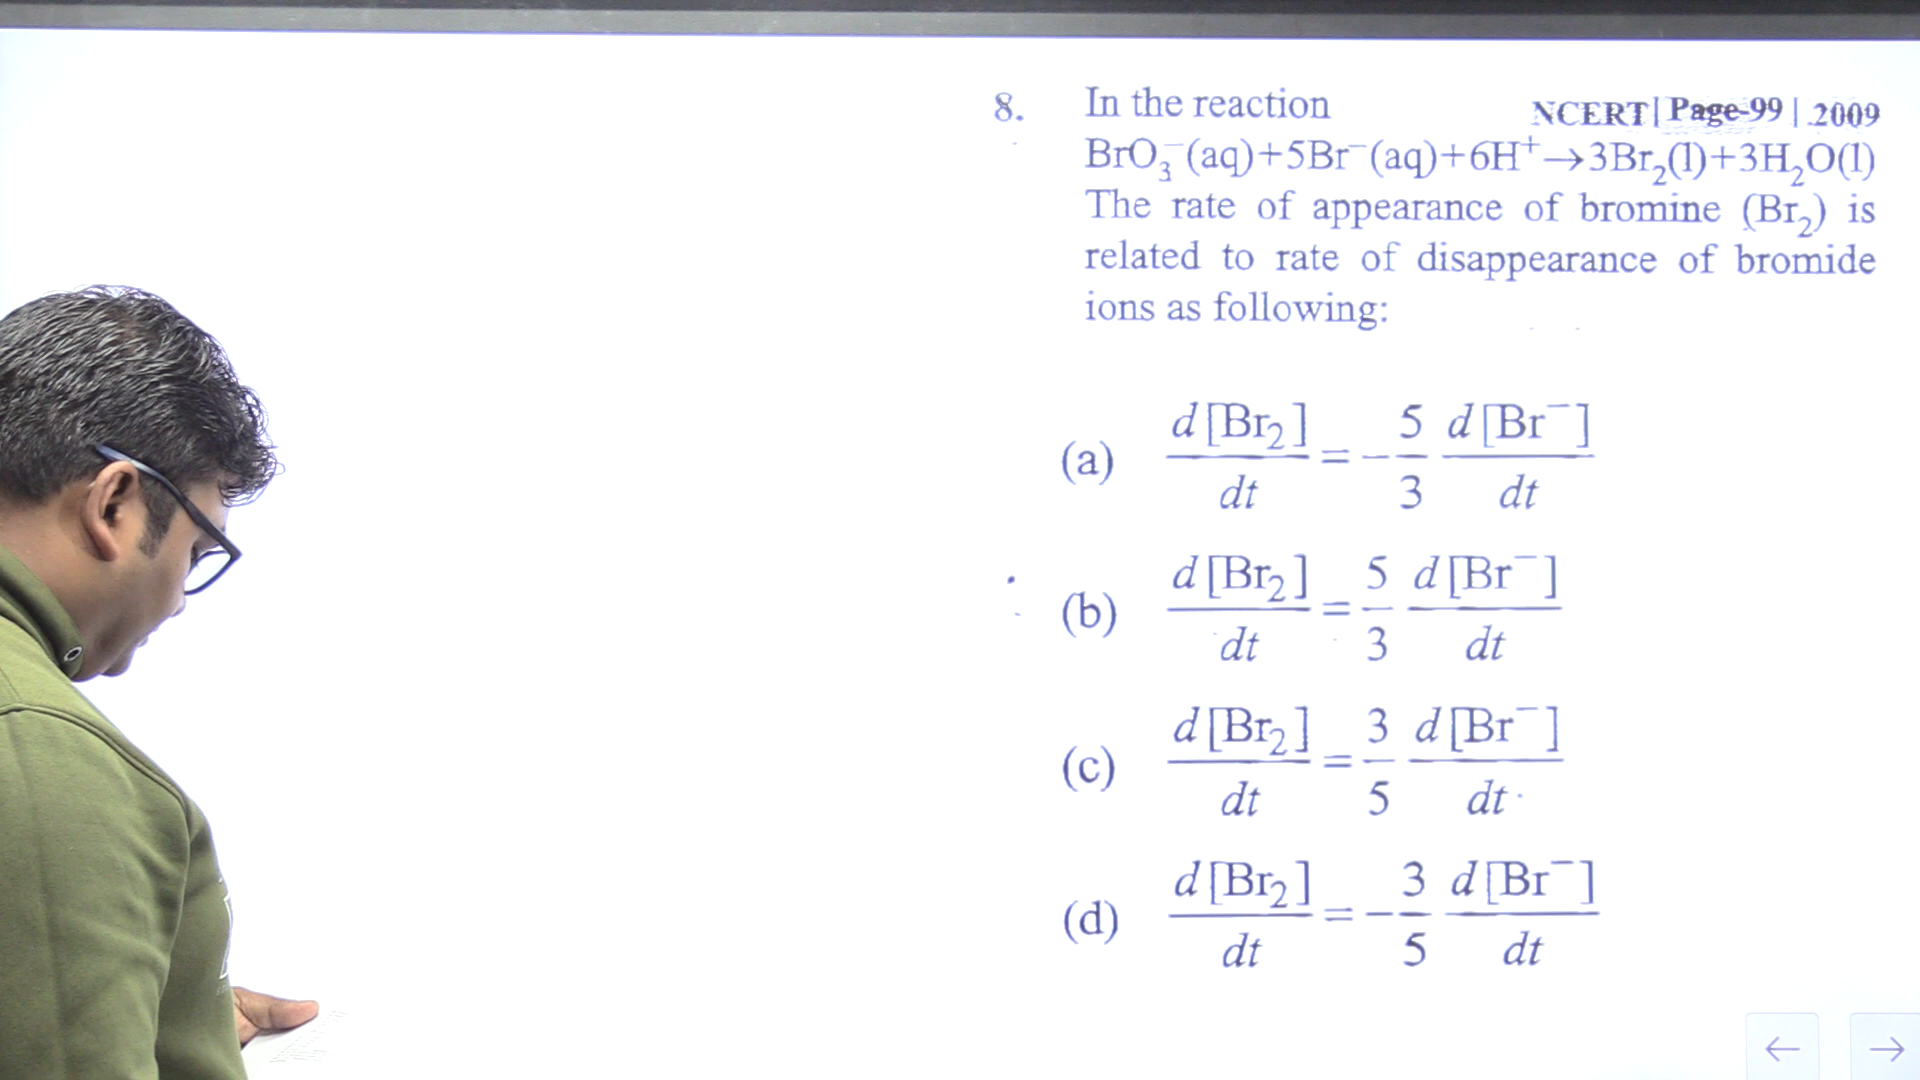 8. In the reaction NCERT| Page-99 | 2009
BrO₃⁻(aq)+5Br⁻(aq)+6H⁺→3Br₂(l)+3H₂O(l)
The rate of appearance of bromine (Br₂) is
related to rate of disappearance of bromide
ions as following:
(a) d[Br₂]/dt = -5/3 d[Br⁻]/dt
(b) d[Br₂]/dt = 5/3 d[Br⁻]/dt
(c) d[Br₂]/dt = 3/5 d[Br⁻]/dt
(d) d[Br₂]/dt = -3/5 d[Br⁻]/dt